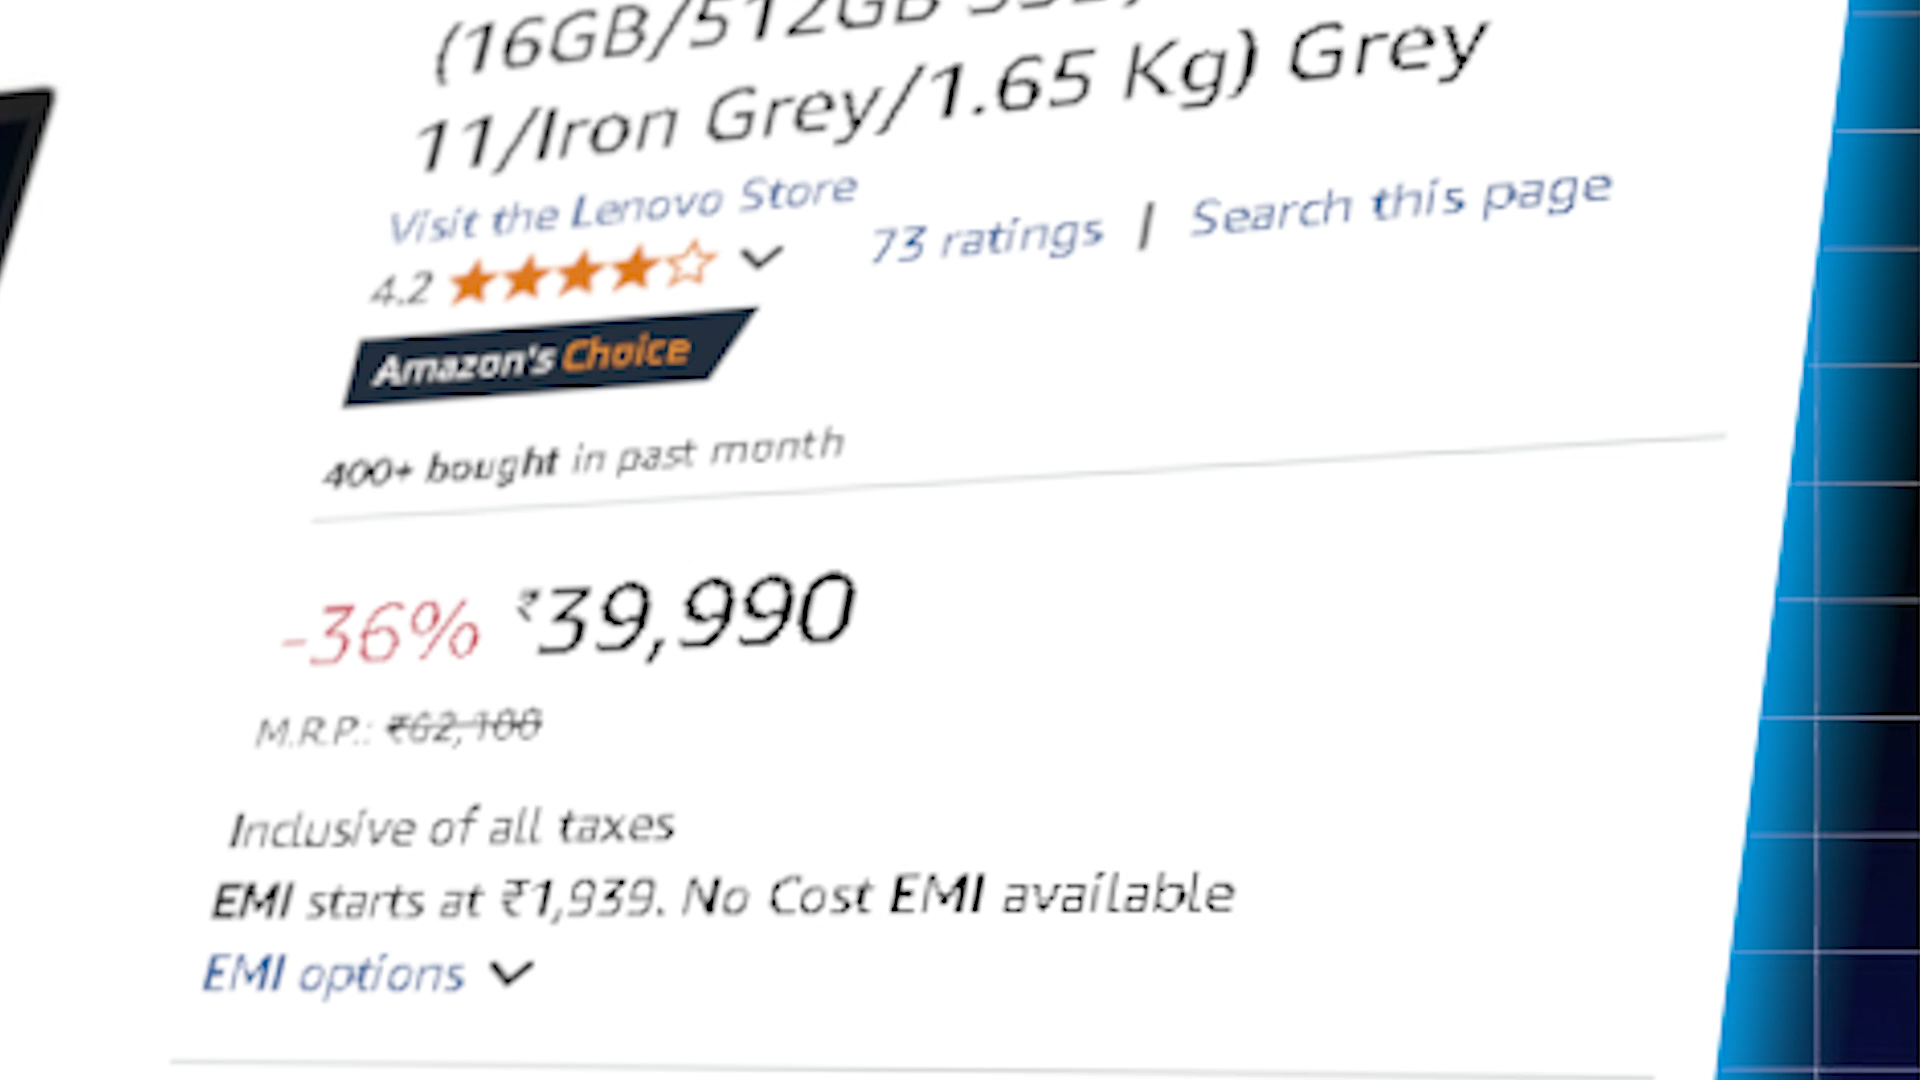 (16GB/512GB SSD,
11/Iron Grey/1.65 Kg) Grey
Visit the Lenovo Store
4.2 73 ratings | Search this page
Amazon's Choice
400+ bought in past month
-36% ₹39,990
M.R.P.: ₹62,100
Inclusive of all taxes
EMI starts at ₹1,939. No Cost EMI available
EMI options